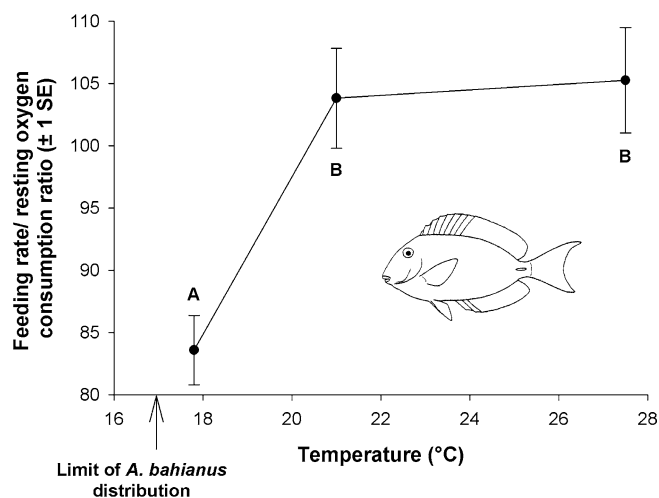 Feeding rate/ resting oxygen
consumption ratio (± 1 SE)
110
105
100
95
90
85
80
A
B
B
16
18
20
22
24
26
28
Temperature (°C)
Limit of A. bahianus
distribution